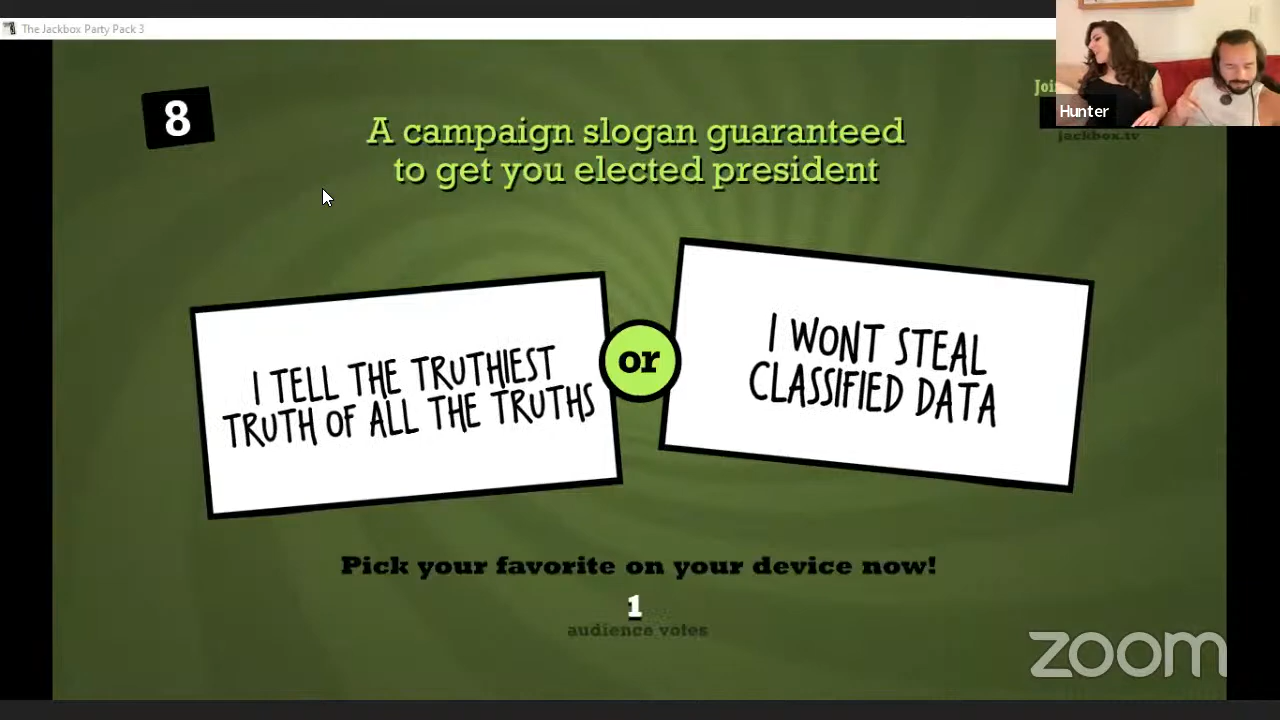 The Jackbox Party Pack 3
8
A campaign slogan guaranteed
to get you elected president
Hunter
jackbox.tv
I TELL THE TRUTHIEST
TRUTH OF ALL THE TRUTHS
or
I WONT STEAL
CLASSIFIED DATA
Pick your favorite on your device now!
1
audience votes
zoom